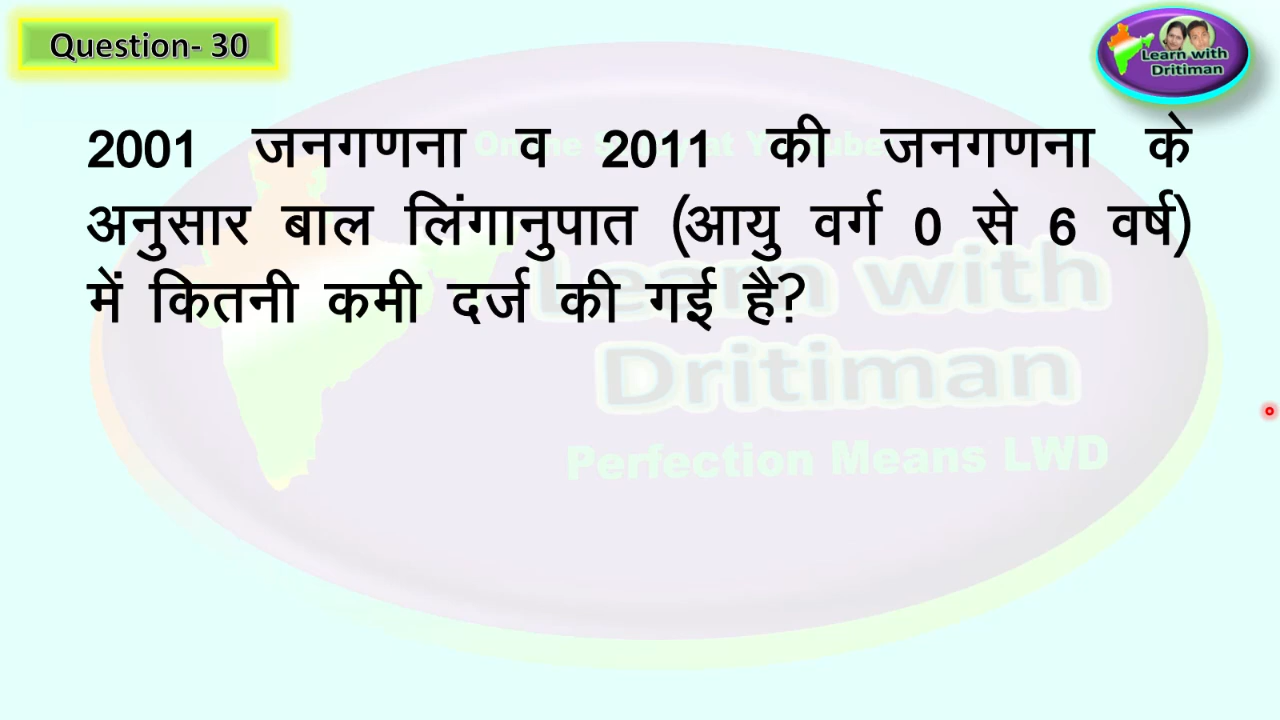 Question- 30
Learn with
Dritiman
2001 जनगणना व 2011 की जनगणना के
अनुसार बाल लिंगानुपात (आयु वर्ग 0 से 6 वर्ष)
में कितनी कमी दर्ज की गई है?
Learn with
Dritiman
Perfection Means LWD